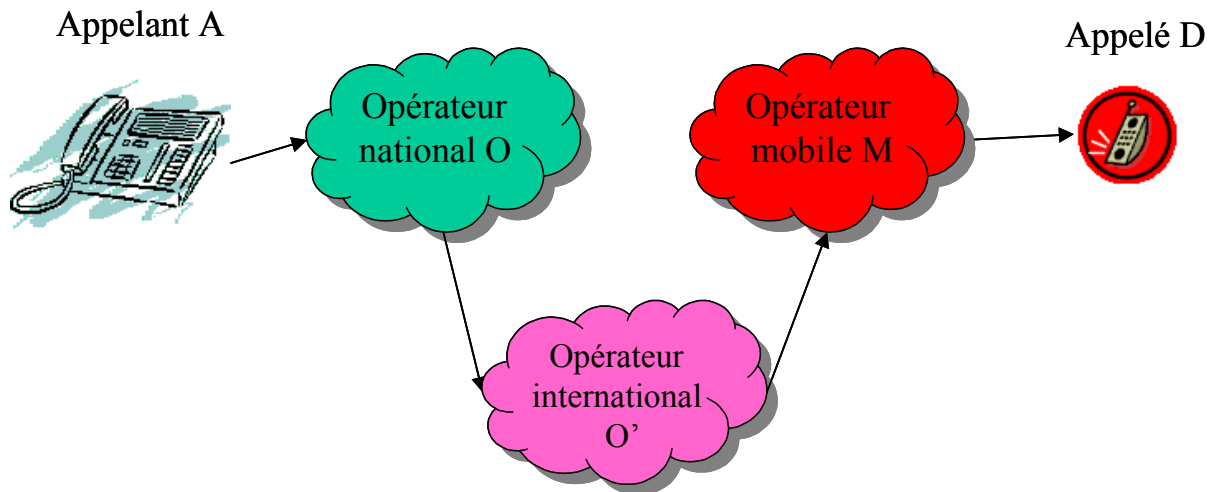 Appelant A
Appelé D
Opérateur
national O
Opérateur
mobile M
Opérateur
international
O’